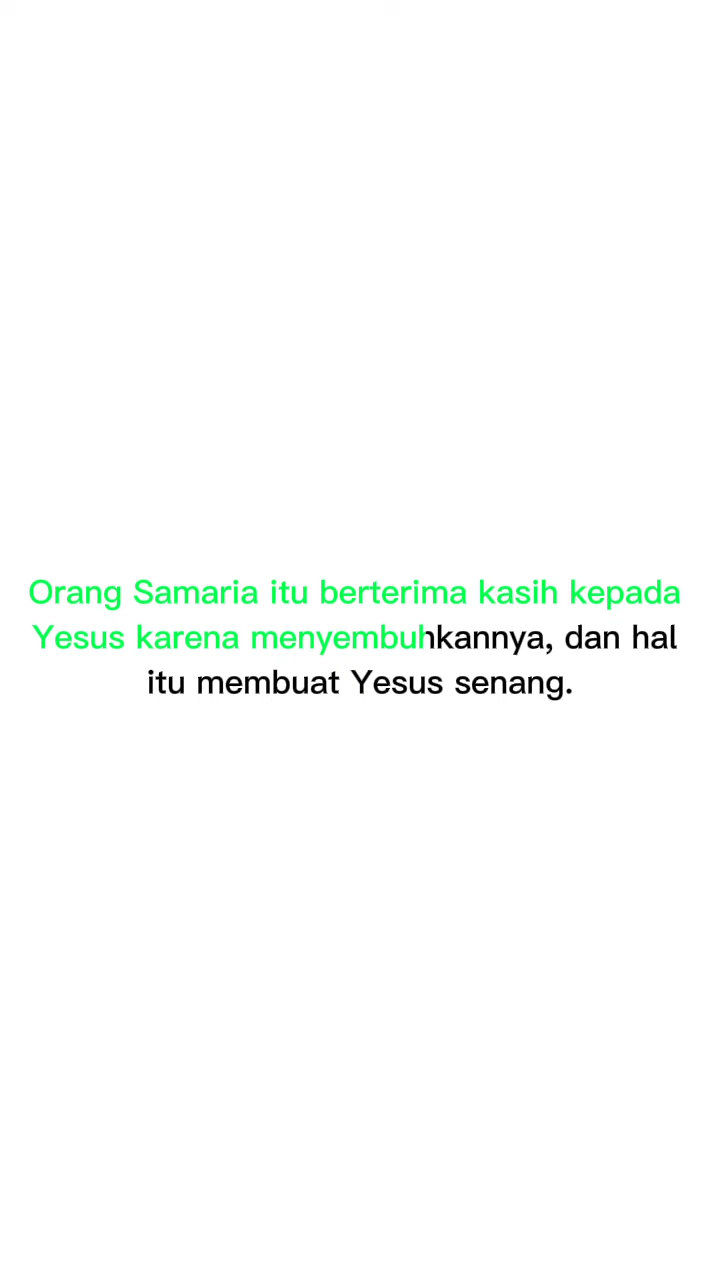 Orang Samaria itu berterima kasih kepada
Yesus karena menyembuhkannya, dan hal
itu membuat Yesus senang.